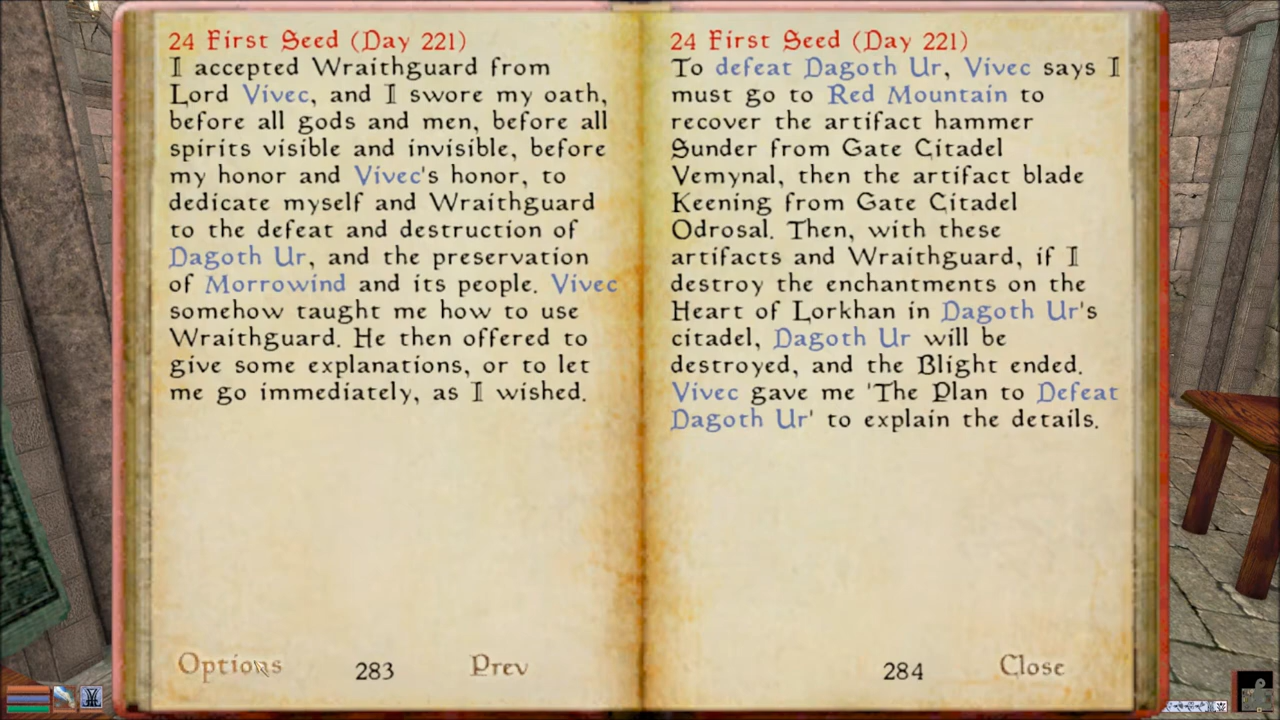 24 First Seed (Day 221)
I accepted Wraithguard from
Lord Vivec, and I swore my oath,
before all gods and men, before all
spirits visible and invisible, before
my honor and Vivec's honor, to
dedicate myself and Wraithguard
to the defeat and destruction of
Dagoth Ur, and the preservation
of Morrowind and its people. Vivec
somehow taught me how to use
Wraithguard. He then offered to
give some explanations, or to let
me go immediately, as I wished.
24 First Seed (Day 221)
To defeat Dagoth Ur, Vivec says I
must go to Red Mountain to
recover the artifact hammer
Sunder from Gate Citadel
Vemynal, then the artifact blade
Keening from Gate Citadel
Odrosal. Then, with these
artifacts and Wraithguard, if I
destroy the enchantments on the
Heart of Lorkhan in Dagoth Ur's
citadel, Dagoth Ur will be
destroyed, and the Blight ended.
Vivec gave me 'The Plan to Defeat
Dagoth Ur' to explain the details.
Options 283 Prev 284 Close